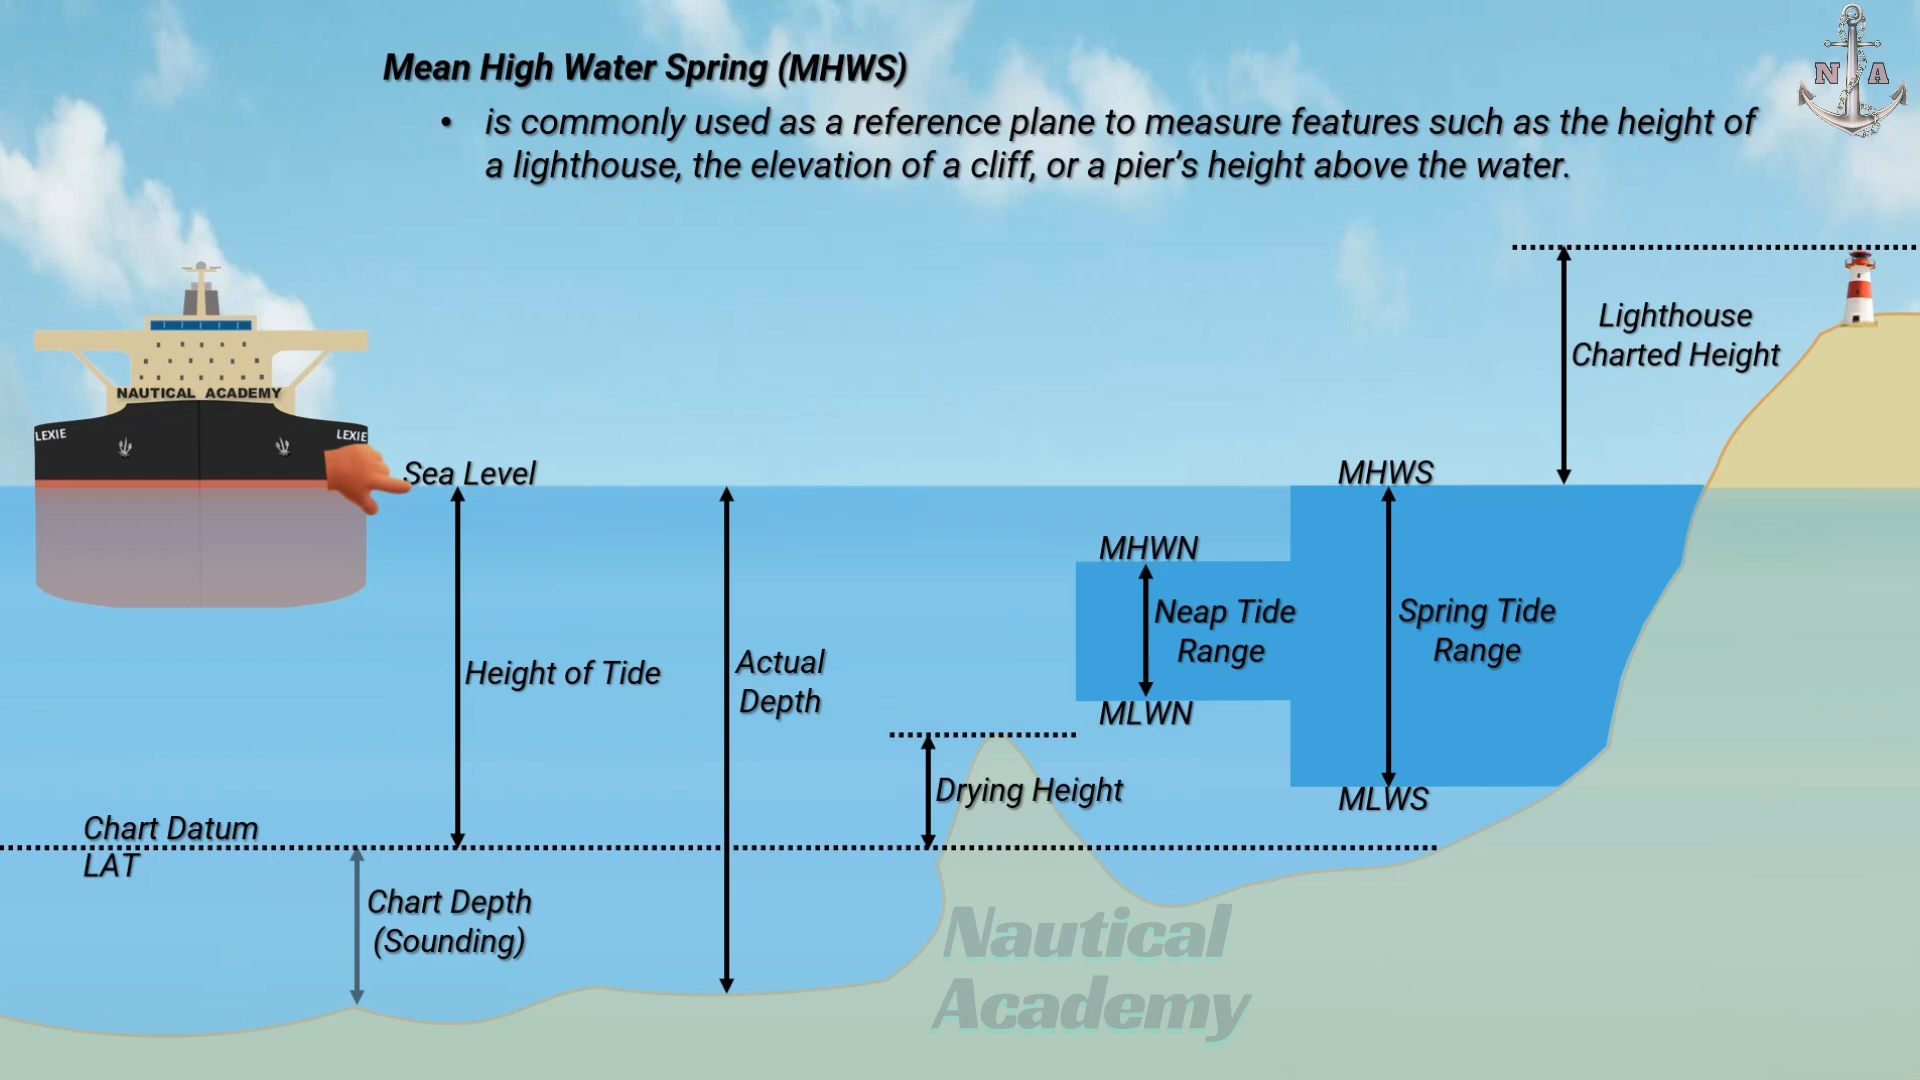 Mean High Water Spring (MHWS)
• is commonly used as a reference plane to measure features such as the height of
a lighthouse, the elevation of a cliff, or a pier's height above the water.
N A
Lighthouse
Charted Height
NAUTICAL ACADEMY
LEXIE
LEXIE
Sea Level
MHWS
MHWN
Neap Tide
Range
Spring Tide
Range
Height of Tide
Actual
Depth
MLWN
Drying Height
MLWS
Chart Datum
LAT
Chart Depth
(Sounding)
Nautical
Academy